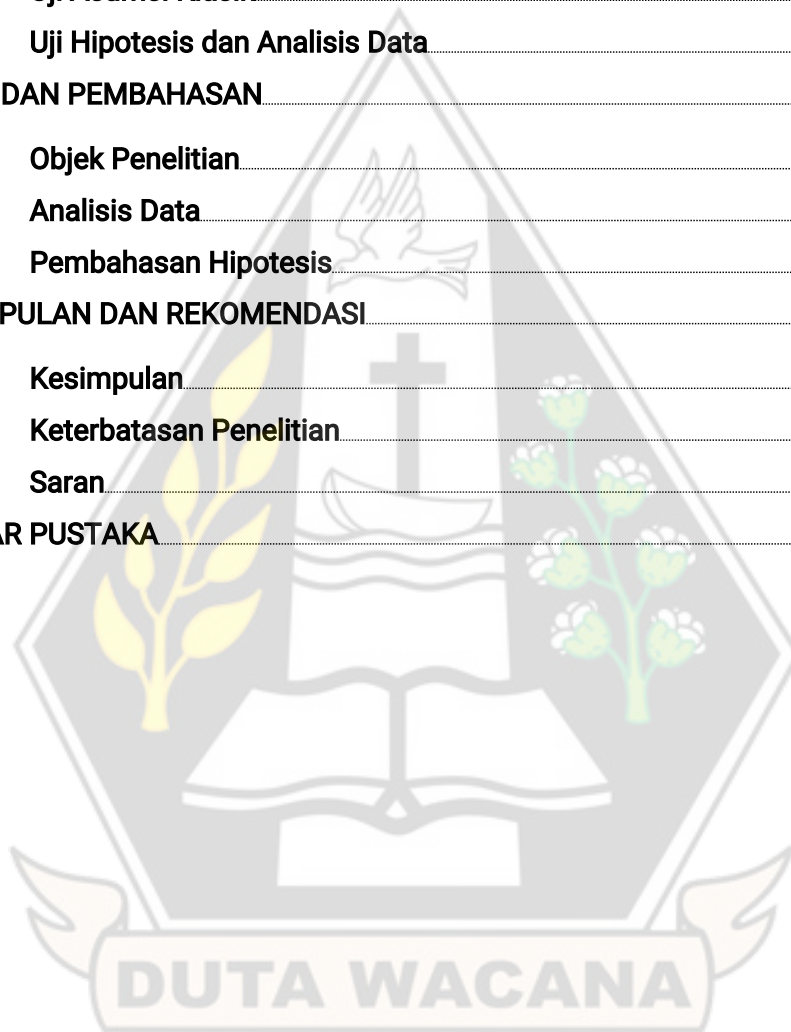 Uji Hipotesis dan Analisis Data
DAN PEMBAHASAN
Objek Penelitian
Analisis Data
Pembahasan Hipotesis
PULAN DAN REKOMENDASI
Kesimpulan
Keterbatasan Penelitian
Saran
AR PUSTAKA
DUTA WACANA